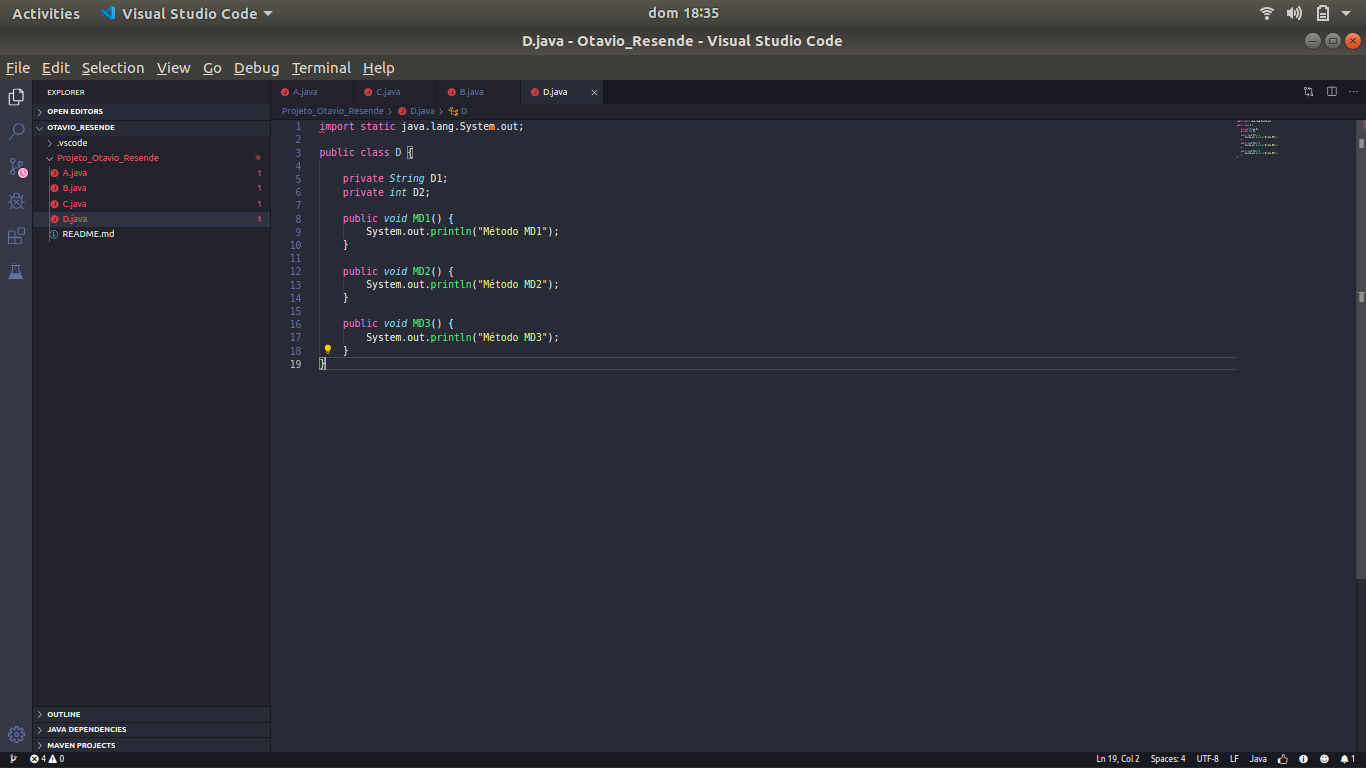 Activities Visual Studio Code dom 18:35
D.java - Otavio_Resende - Visual Studio Code
File Edit Selection View Go Debug Terminal Help
EXPLORER
OPEN EDITORS
OTAVIO_RESENDE
.vscode
Projeto_Otavio_Resende
A.java 1
B.java 1
C.java 1
D.java 1
README.md
OUTLINE
JAVA DEPENDENCIES
MAVEN PROJECTS
A.java C.java B.java D.java
Projeto_Otavio_Resende > D.java > D
1 import static java.lang.System.out;
2
3 public class D {
4
5 private String D1;
6 private int D2;
7
8 public void MD1() {
9 System.out.println("Método MD1");
10 }
11
12 public void MD2() {
13 System.out.println("Método MD2");
14 }
15
16 public void MD3() {
17 System.out.println("Método MD3");
18 }
19 }
4 0 Ln 19, Col 2 Spaces: 4 UTF-8 LF Java 1